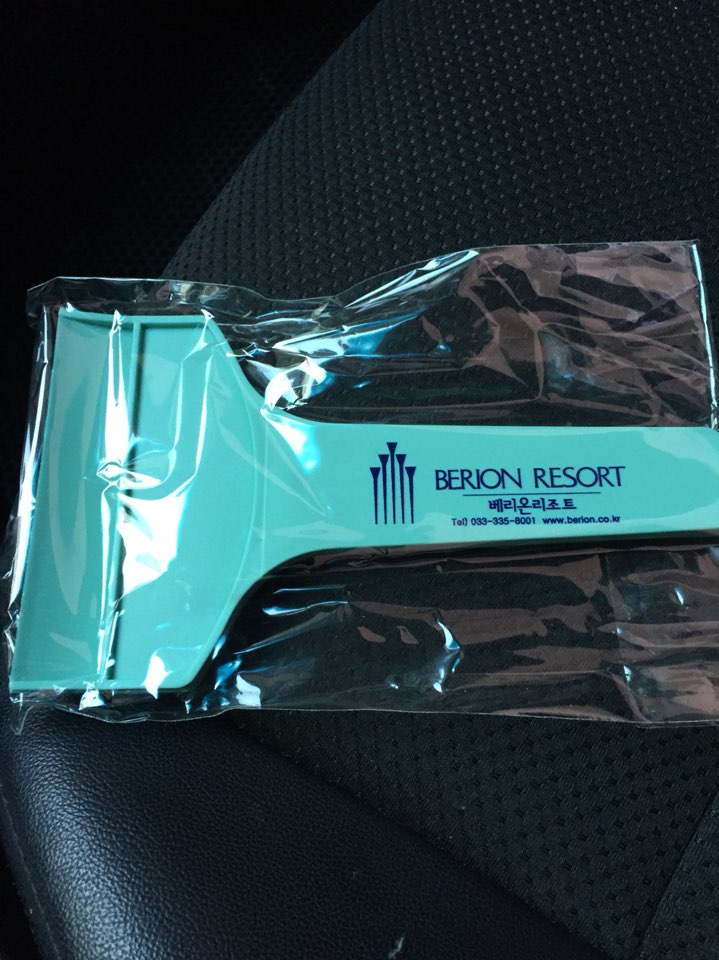 BERION RESORT
베리온리조트
Tel) 033-335-8001 www.berion.co.kr